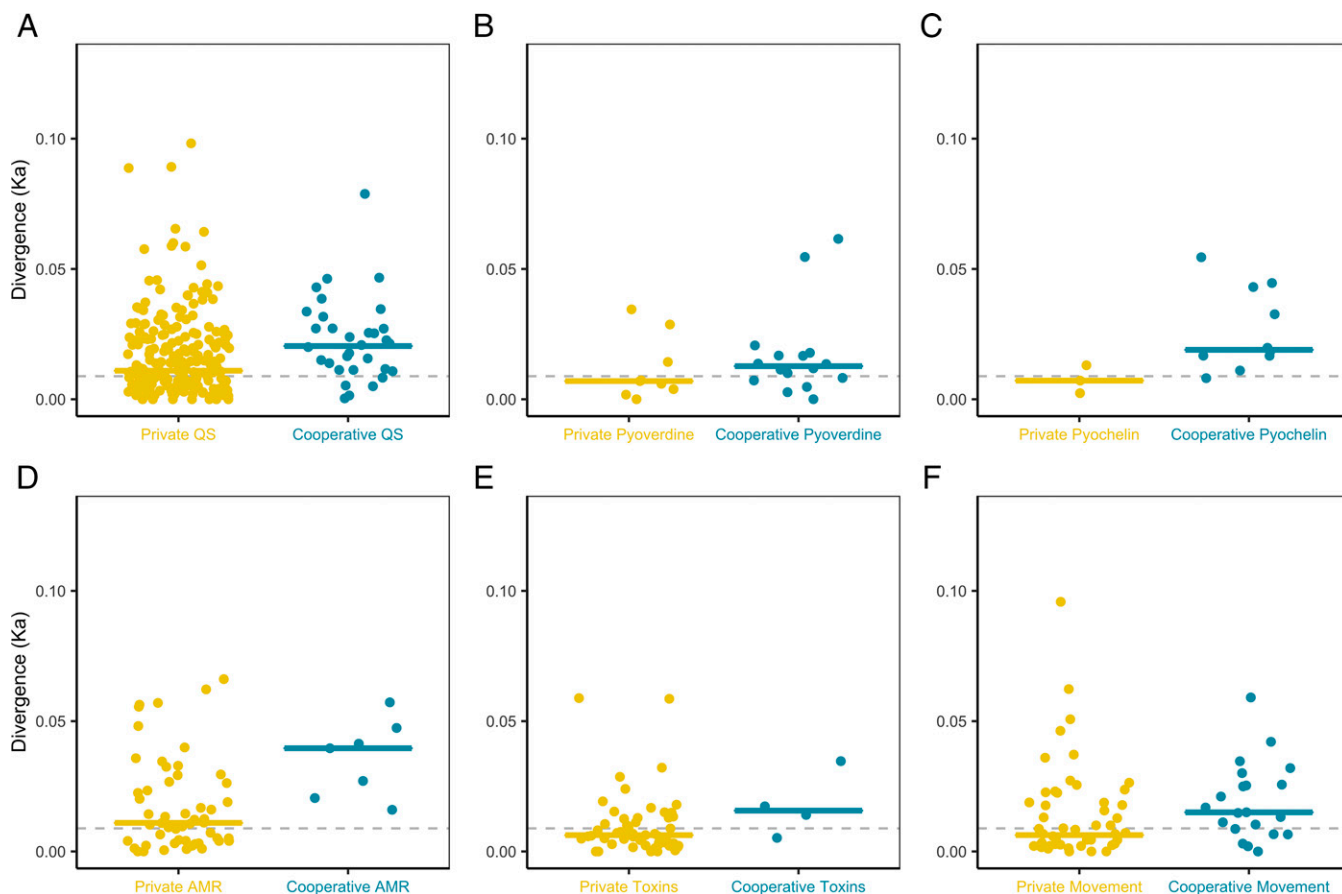 A
B
C
Divergence (Ka)
0.10
0.05
0.00
Private QS
Cooperative QS
0.10
0.05
0.00
Private Pyoverdine
Cooperative Pyoverdine
0.10
0.05
0.00
Private Pyochelin
Cooperative Pyochelin
D
E
F
Divergence (Ka)
0.10
0.05
0.00
Private AMR
Cooperative AMR
0.10
0.05
0.00
Private Toxins
Cooperative Toxins
0.10
0.05
0.00
Private Movement
Cooperative Movement